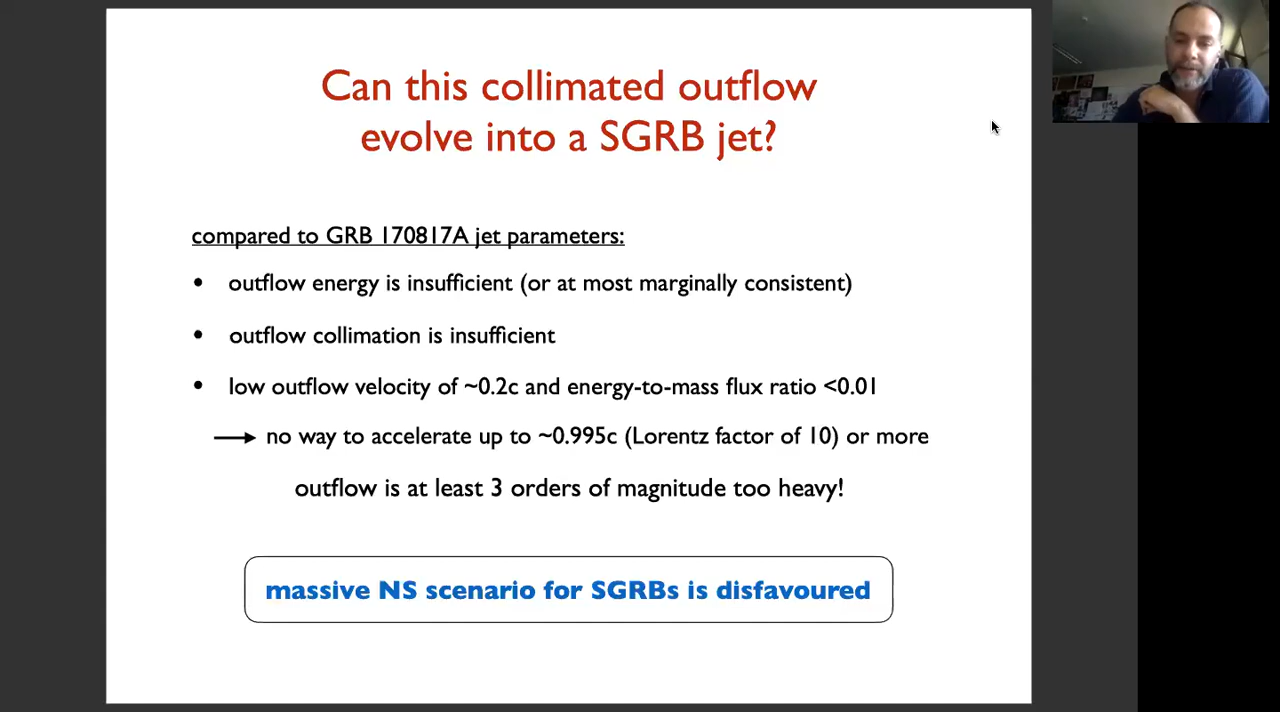 Can this collimated outflow
evolve into a SGRB jet?
compared to GRB 170817A jet parameters:
• outflow energy is insufficient (or at most marginally consistent)
• outflow collimation is insufficient
• low outflow velocity of ~0.2c and energy-to-mass flux ratio <0.01
⟶ no way to accelerate up to ~0.995c (Lorentz factor of 10) or more
outflow is at least 3 orders of magnitude too heavy!
massive NS scenario for SGRBs is disfavoured